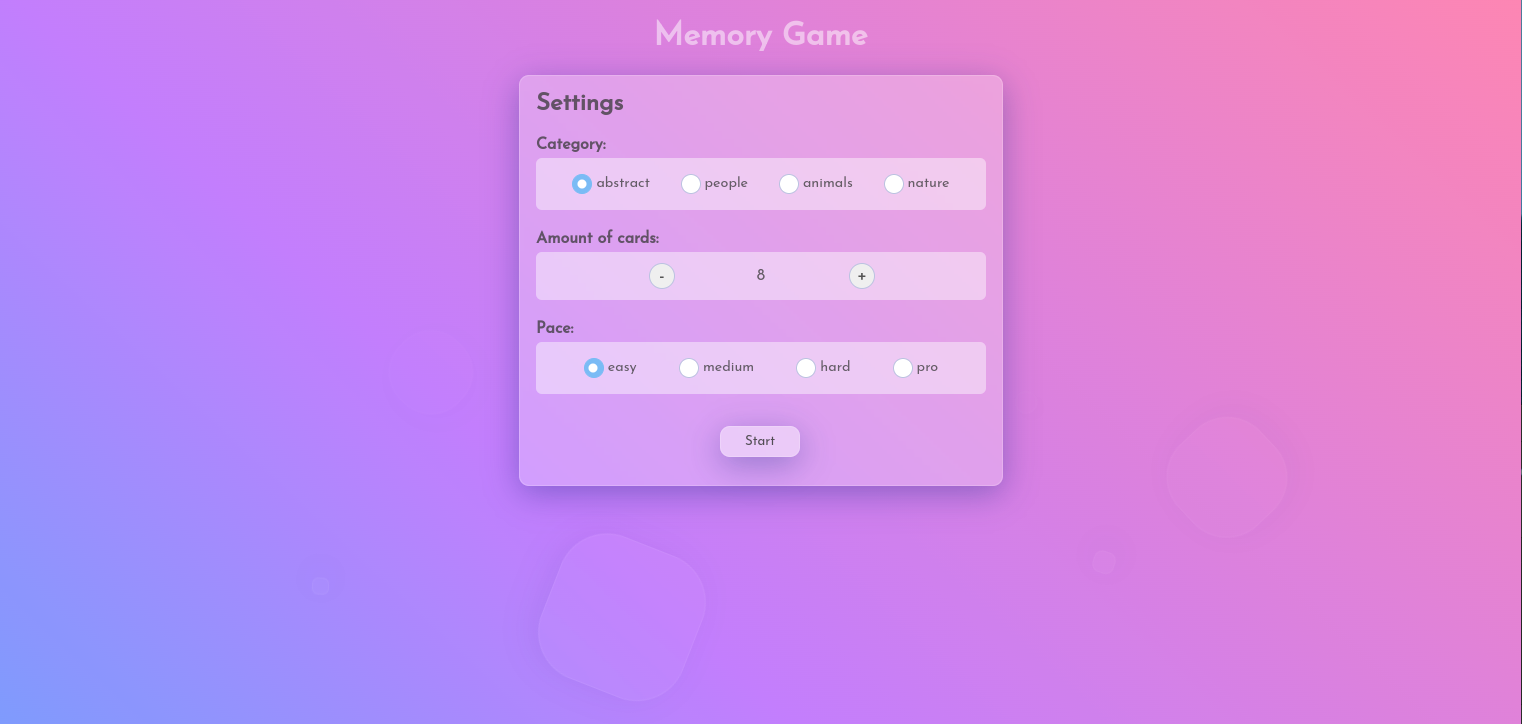 Memory Game
Settings
Category:
abstract people animals nature
Amount of cards:
- 8 +
Pace:
easy medium hard pro
Start